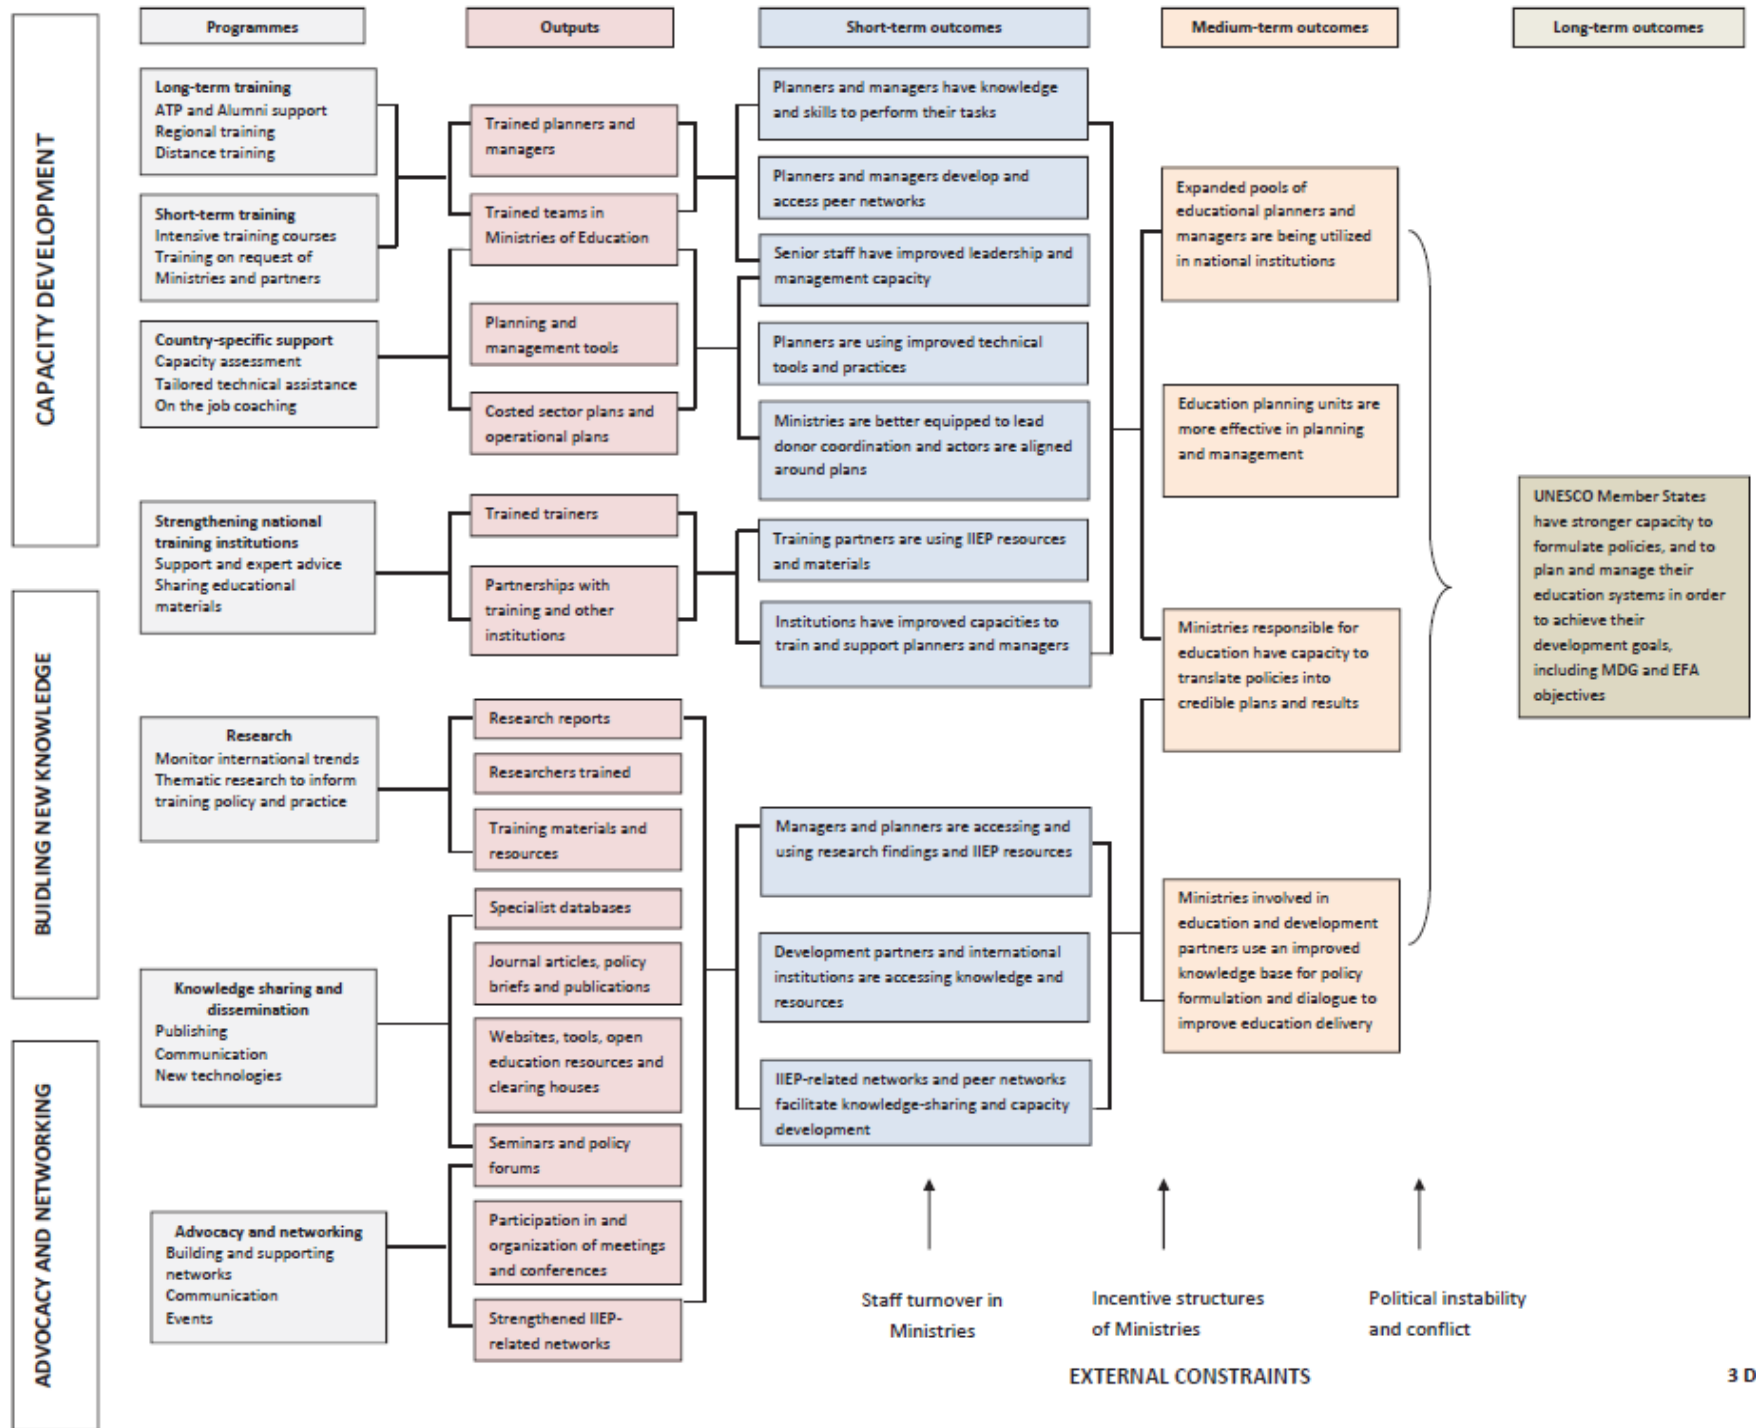 Programmes
Outputs
Short-term outcomes
Medium-term outcomes
Long-term outcomes
CAPACITY DEVELOPMENT
Long-term training
ATP and Alumni support
Regional training
Distance training
Short-term training
Intensive training courses
Training on request of
Ministries and partners
Country-specific support
Capacity assessment
Tailored technical assistance
On the job coaching
Strengthening national
training institutions
Support and expert advice
Sharing educational
materials
BUIDLING NEW KNOWLEDGE
Research
Monitor international trends
Thematic research to inform
training policy and practice
Knowledge sharing and
dissemination
Publishing
Communication
New technologies
ADVOCACY AND NETWORKING
Advocacy and networking
Building and supporting
networks
Communication
Events
Trained planners and
managers
Trained teams in
Ministries of Education
Planning and
management tools
Costed sector plans and
operational plans
Trained trainers
Partnerships with
training and other
institutions
Research reports
Researchers trained
Training materials and
resources
Specialist databases
Journal articles, policy
briefs and publications
Websites, tools, open
education resources and
clearing houses
Seminars and policy
forums
Participation in and
organization of meetings
and conferences
Strengthened IIEP-
related networks
Planners and managers have knowledge
and skills to perform their tasks
Planners and managers develop and
access peer networks
Senior staff have improved leadership and
management capacity
Planners are using improved technical
tools and practices
Ministries are better equipped to lead
donor coordination and actors are aligned
around plans
Training partners are using IIEP resources
and materials
Institutions have improved capacities to
train and support planners and managers
Managers and planners are accessing and
using research findings and IIEP resources
Development partners and international
institutions are accessing knowledge and
resources
IIEP-related networks and peer networks
facilitate knowledge-sharing and capacity
development
Expanded pools of
educational planners and
managers are being utilized
in national institutions
Education planning units are
more effective in planning
and management
Ministries responsible for
education have capacity to
translate policies into
credible plans and results
Ministries involved in
education and development
partners use an improved
knowledge base for policy
formulation and dialogue to
improve education delivery
UNESCO Member States
have stronger capacity to
formulate policies, and to
plan and manage their
education systems in order
to achieve their
development goals,
including MDG and EFA
objectives
Staff turnover in
Ministries
Incentive structures
of Ministries
Political instability
and conflict
EXTERNAL CONSTRAINTS
3 D